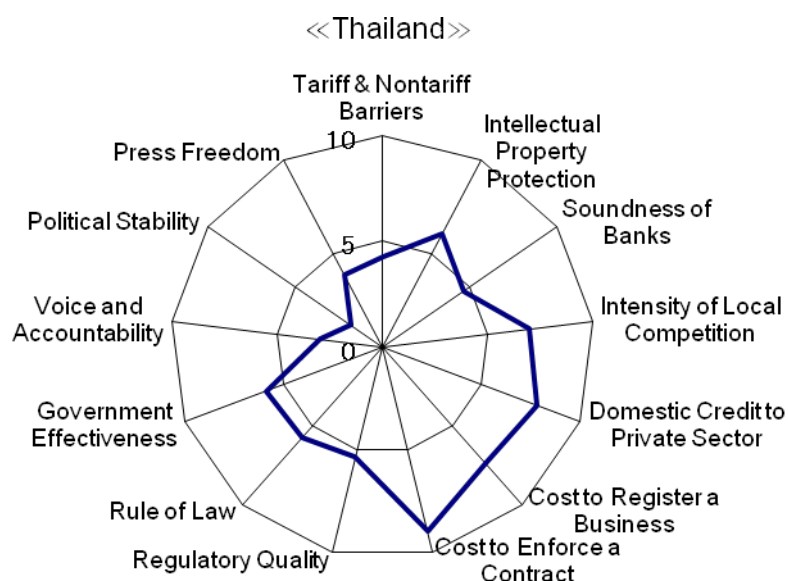 ≪Thailand≫
Tariff & Nontariff
Barriers
Intellectual
Property
Protection
Soundness of
Banks
Intensity of Local
Competition
Domestic Credit to
Private Sector
Cost to Register a
Business
Cost to Enforce a
Contract
Regulatory Quality
Rule of Law
Government
Effectiveness
Voice and
Accountability
Political Stability
Press Freedom
10
5
0